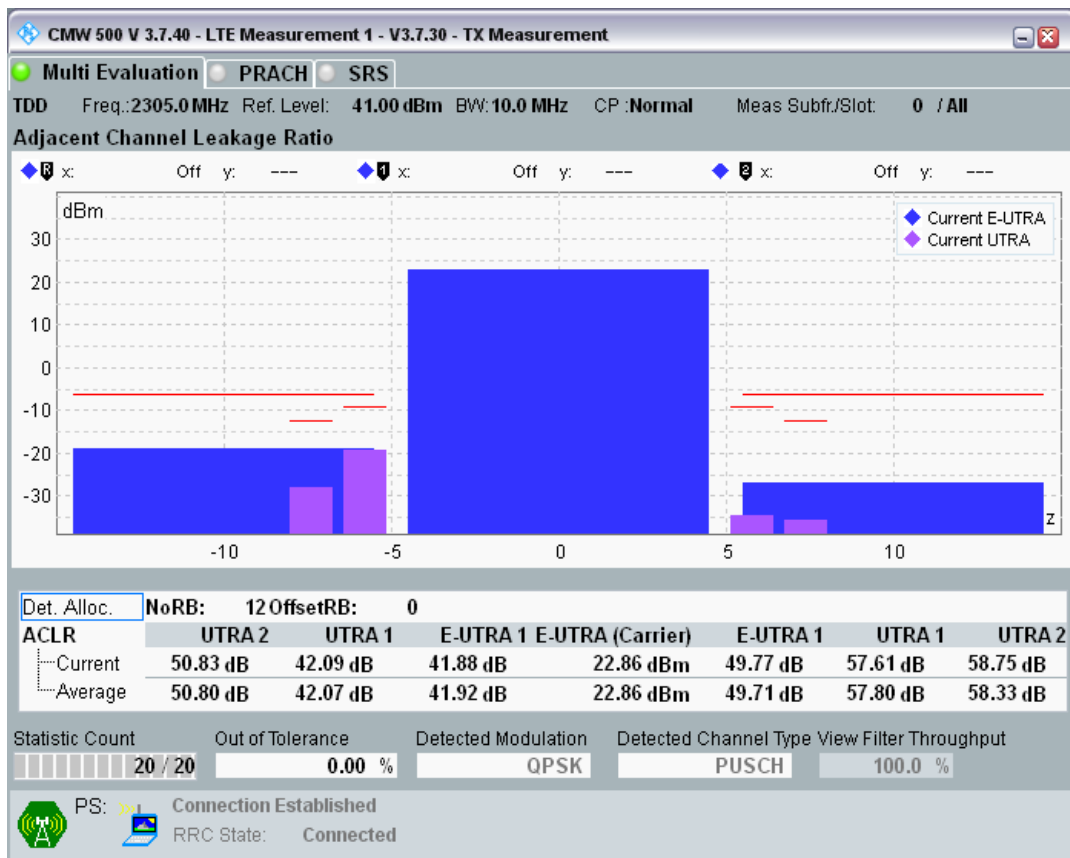 CMW 500 V 3.7.40 - LTE Measurement 1 - V3.7.30 - TX Measurement
Multi Evaluation PRACH SRS
TDD Freq.:2305.0 MHz Ref. Level: 41.00 dBm BW:10.0 MHz CP :Normal Meas Subfr./Slot: 0 / All
Adjacent Channel Leakage Ratio
R x: Off y: --- 1 x: Off y: --- 2 x: Off y: ---
dBm
Current E-UTRA
Current UTRA
30
20
10
0
-10
-20
-30
z
-10 -5 0 5 10
Det. Alloc. NoRB: 12 OffsetRB: 0
ACLR UTRA 2 UTRA 1 E-UTRA 1 E-UTRA (Carrier) E-UTRA 1 UTRA 1 UTRA 2
Current 50.83 dB 42.09 dB 41.88 dB 22.86 dBm 49.77 dB 57.61 dB 58.75 dB
Average 50.80 dB 42.07 dB 41.92 dB 22.86 dBm 49.71 dB 57.80 dB 58.33 dB
Statistic Count Out of Tolerance Detected Modulation Detected Channel Type View Filter Throughput
20 / 20 0.00 % QPSK PUSCH 100.0 %
PS: Connection Established
RRC State: Connected